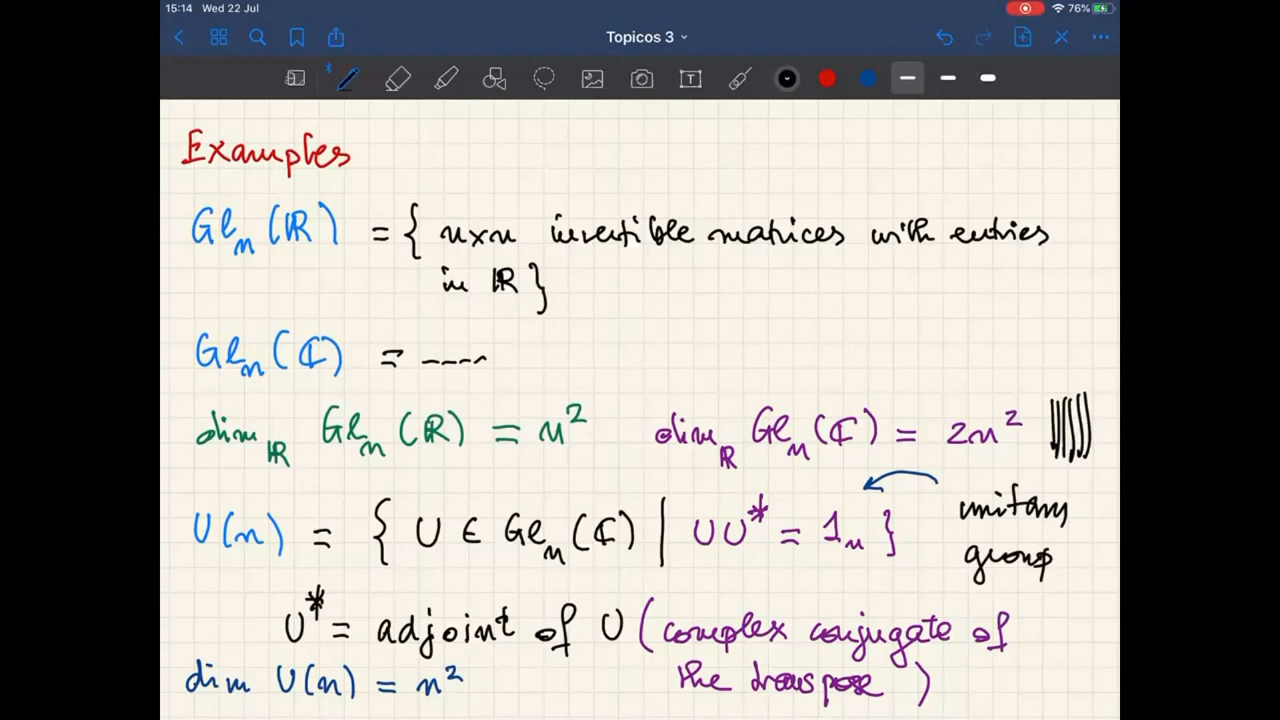 15:14 Wed 22 Jul 76%
Topicos 3
T
Examples
Gl_n(ℝ) = { n×n invertible matrices with entries
in ℝ }
Gl_n(ℂ) = ----
dim_ℝ Gl_n(ℝ) = n² dim_ℝ Gl_n(ℂ) = 2n²
U(n) = { U ∈ Gl_n(ℂ) | UU* = 1_n } unitary
group
U* = adjoint of U (complex conjugate of
dim U(n) = n² the transpose)